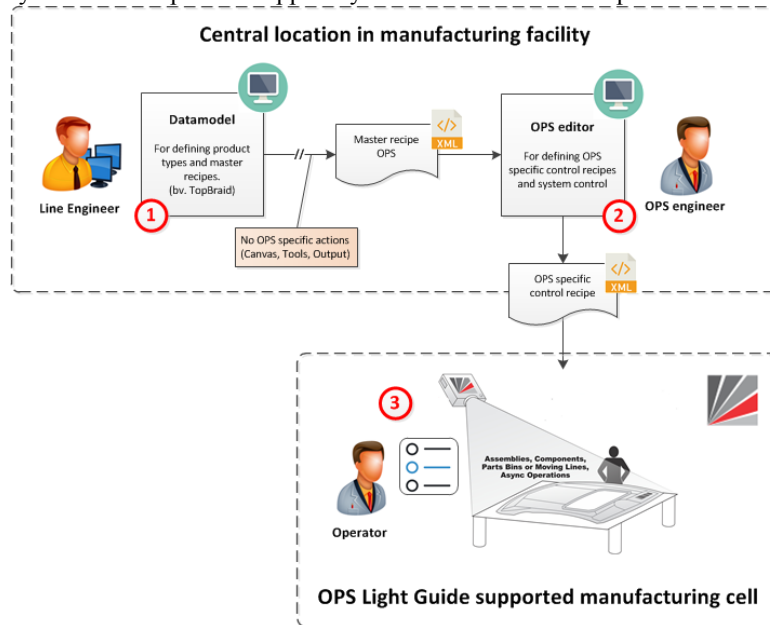 Central location in manufacturing facility
Datamodel
For defining product
types and master
recipes.
(bv. TopBraid)
Line Engineer
1
No OPS specific actions
(Canvas, Tools, Output)
Master recipe
OPS
</>
XML
OPS editor
For defining OPS
specific control recipes
and system control
2
OPS engineer
OPS specific
control recipe
</>
XML
3
Operator
Assemblies, Components,
Parts Bins or Moving Lines,
Async Operations
OPS Light Guide supported manufacturing cell